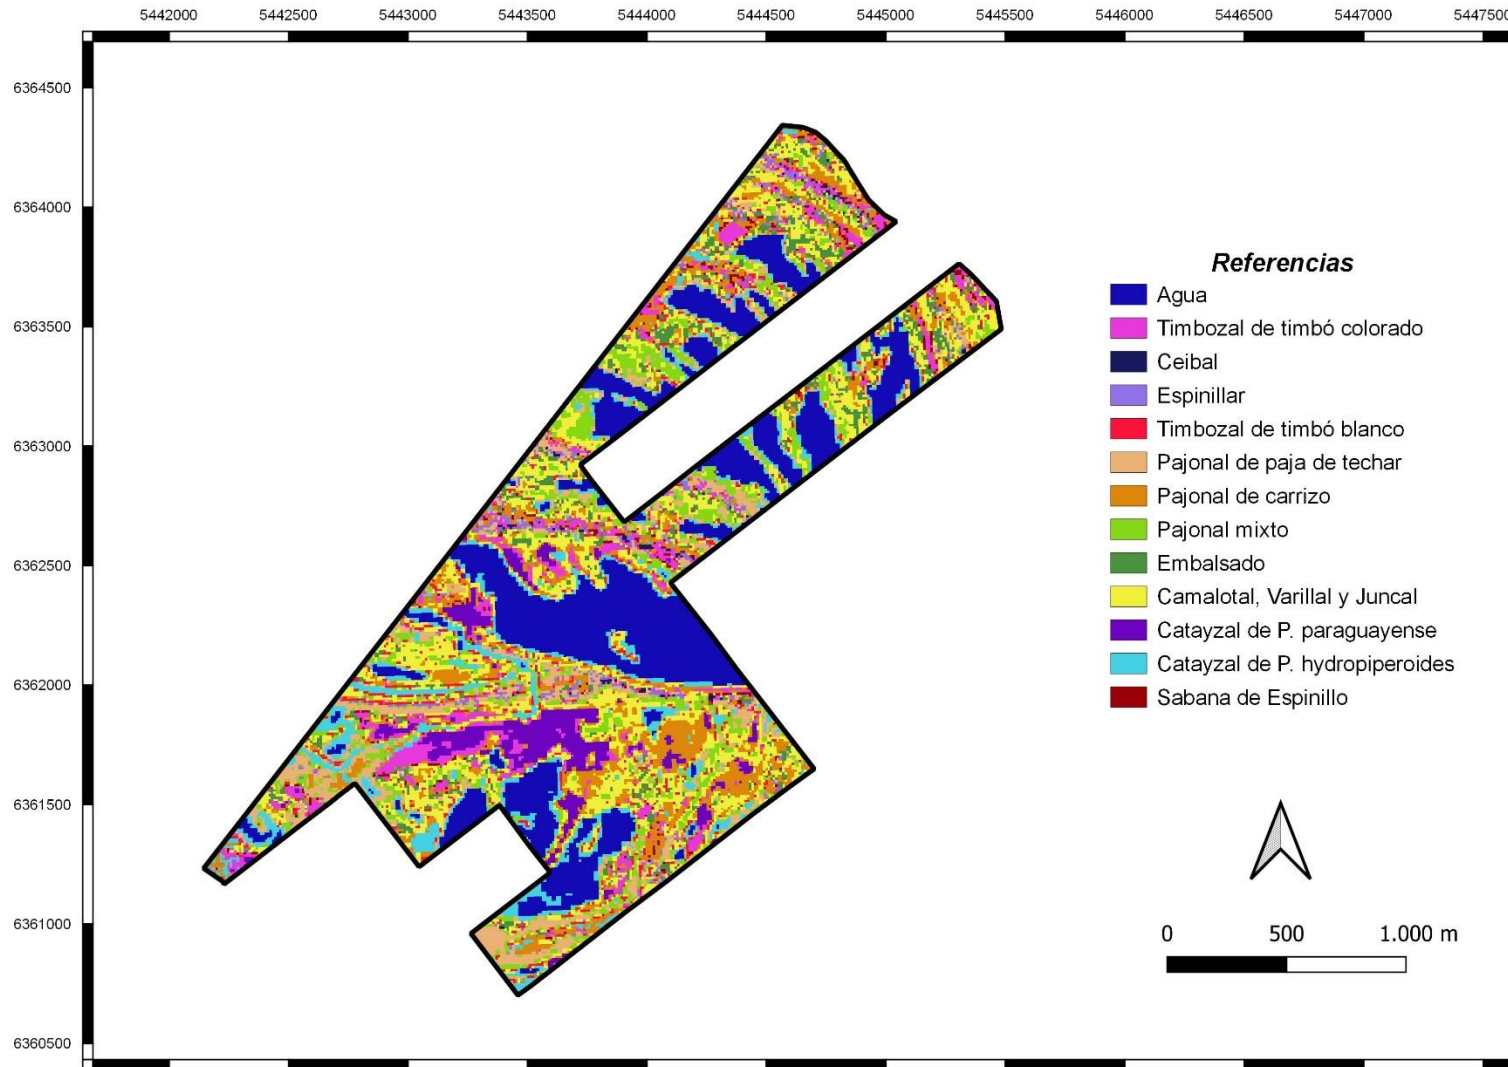 5442000 5442500 5443000 5443500 5444000 5444500 5445000 5445500 5446000 5446500 5447000 5447500
6364500
6364000
6363500
6363000
6362500
6362000
6361500
6361000
6360500
Referencias
Agua
Timbozal de timbó colorado
Ceibal
Espinillar
Timbozal de timbó blanco
Pajonal de paja de techar
Pajonal de carrizo
Pajonal mixto
Embalsado
Camalotal, Varillal y Juncal
Catayzal de P. paraguayense
Catayzal de P. hydropiperoides
Sabana de Espinillo
0 500 1.000 m